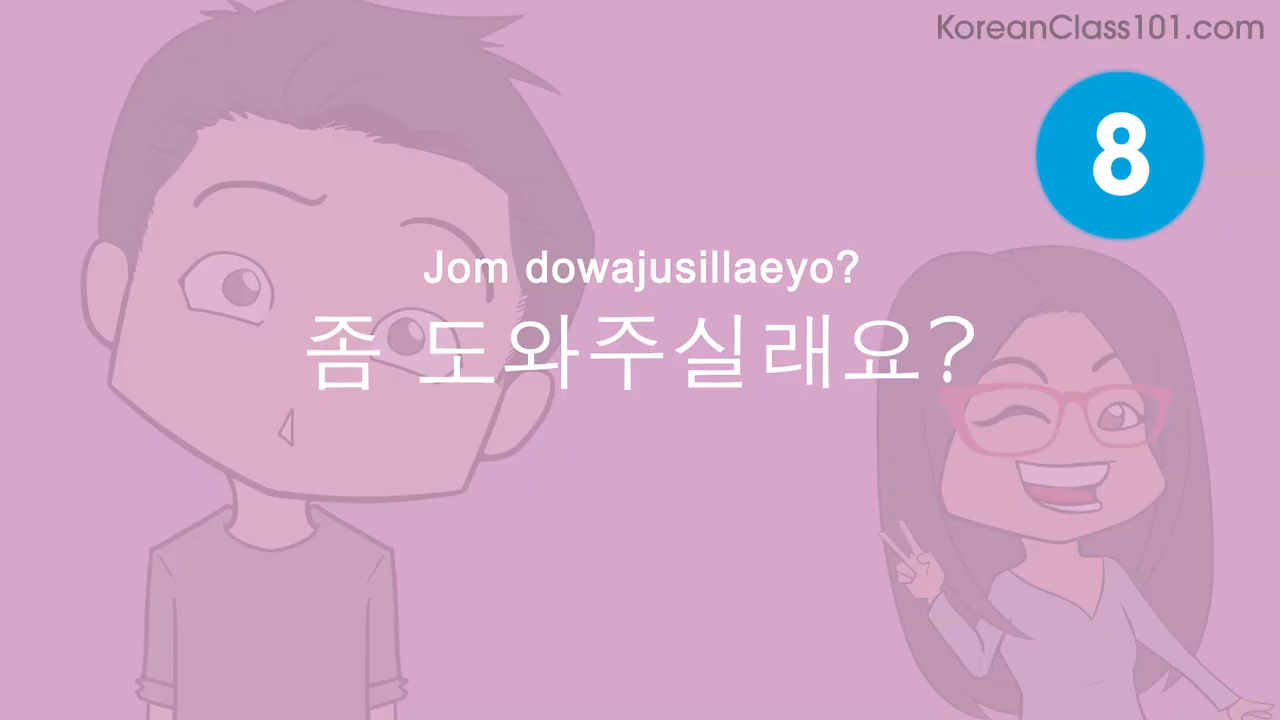 KoreanClass101.com
8
Jom dowajusillaeyo?
좀 도와주실래요?